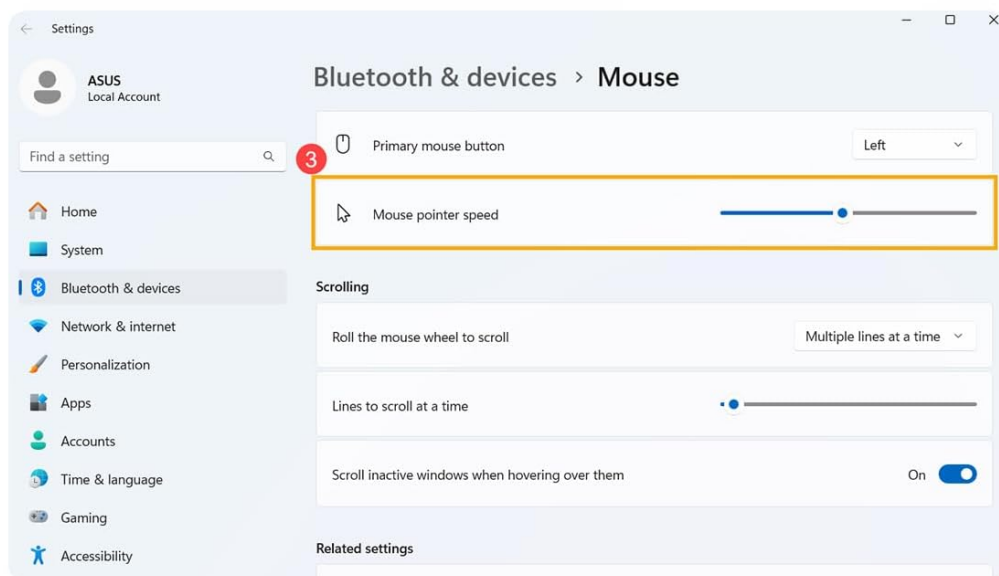 Settings
ASUS
Local Account
Find a setting
Home
System
Bluetooth & devices
Network & internet
Personalization
Apps
Accounts
Time & language
Gaming
Accessibility
Bluetooth & devices > Mouse
3
Primary mouse button Left
Mouse pointer speed
Scrolling
Roll the mouse wheel to scroll Multiple lines at a time
Lines to scroll at a time
Scroll inactive windows when hovering over them On
Related settings